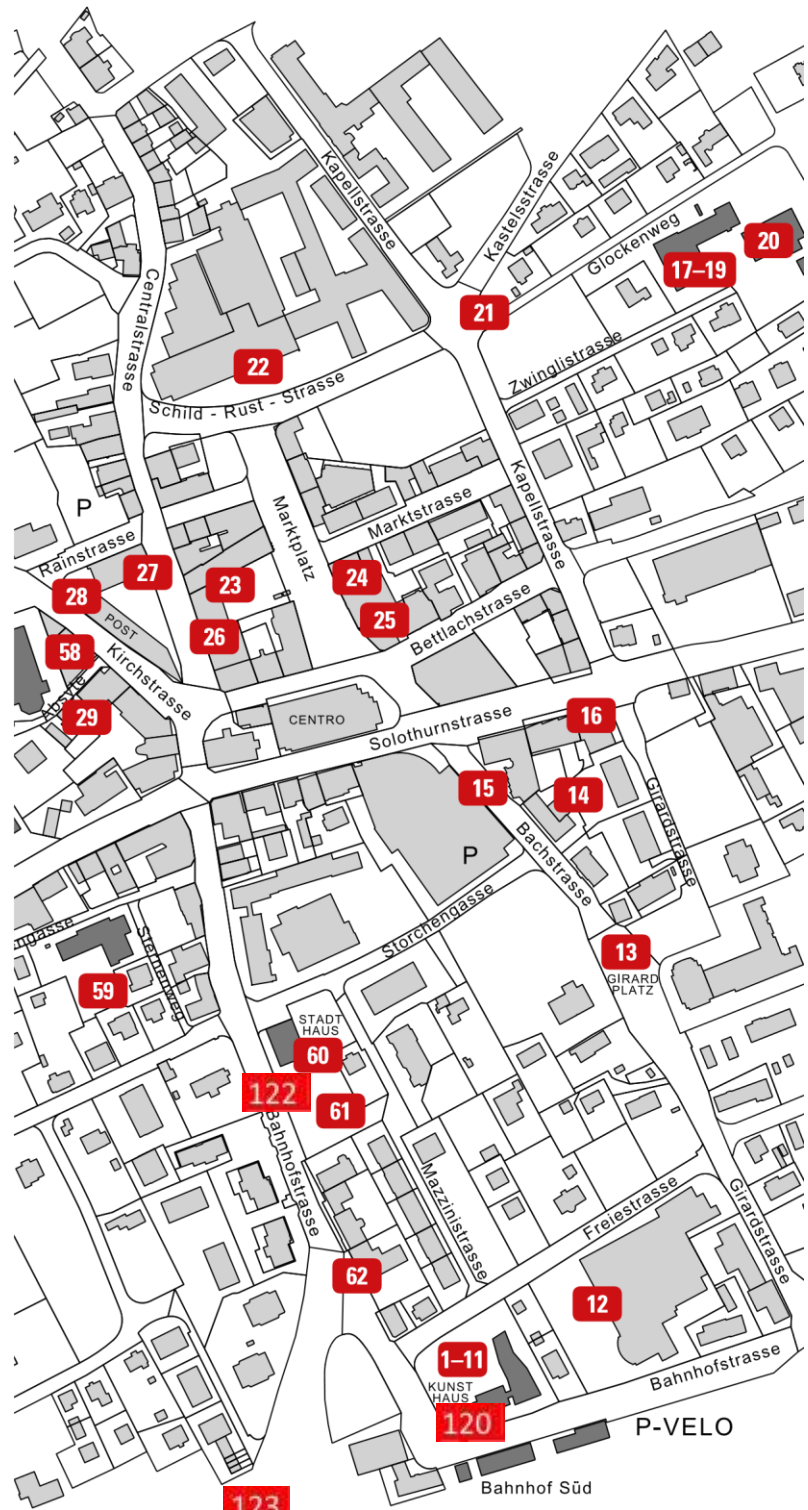 Kapellstrasse
Kastelsstrasse
Glockenweg
20
17–19
21
Centralstrasse
Zwinglistrasse
22
Schild - Rust - Strasse
Kapellstrasse
P
Marktplatz
Marktstrasse
Rainstrasse
27
23
24
28
POST
26
25
Bettlachstrasse
58
Kirchstrasse
29
CENTRO
Solothurnstrasse
16
15
14
Girardstrasse
P
Bachstrasse
Storchengasse
13
GIRARD
PLATZ
59
STADT
HAUS
60
122
61
Bahnhofstrasse
Mazzinistrasse
Freiestrasse
Girardstrasse
62
12
1–11
KUNST
HAUS
Bahnhofstrasse
120
P-VELO
Bahnhof Süd
123